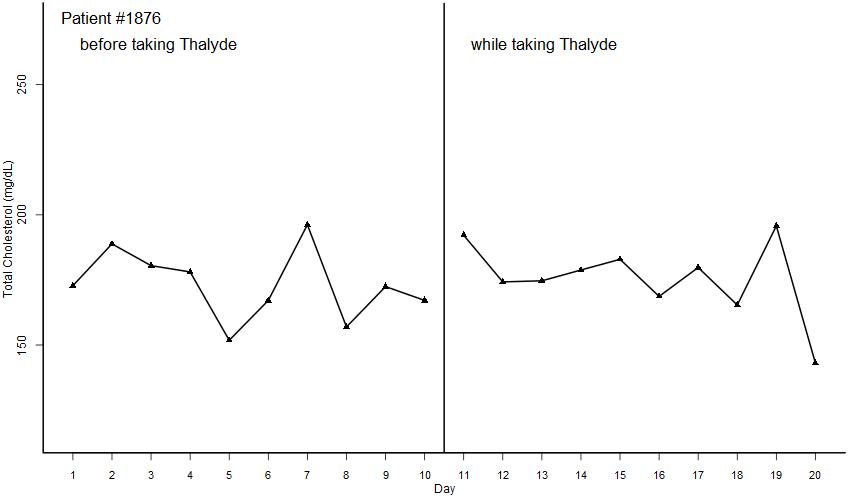 Patient #1876
before taking Thalyde
while taking Thalyde
Total Cholesterol (mg/dL)
250
200
150
1 2 3 4 5 6 7 8 9 10 11 12 13 14 15 16 17 18 19 20
Day